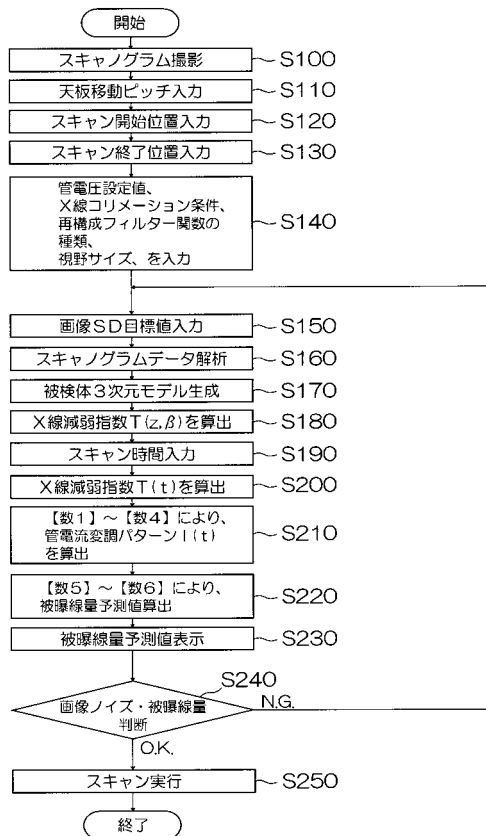 開始
スキャノグラム撮影 S100
天板移動ピッチ入力 S110
スキャン開始位置入力 S120
スキャン終了位置入力 S130
管電圧設定値、
X線コリメーション条件、
再構成フィルター関数の
種類、
視野サイズ、を入力
S140
画像SD目標値入力 S150
スキャノグラムデータ解析 S160
被検体3次元モデル生成 S170
X線減弱指数T(z,β)を算出 S180
スキャン時間入力 S190
X線減弱指数T(t)を算出 S200
【数1】～【数4】により、
管電流変調パターンI(t)
を算出
S210
【数5】～【数6】により、
被曝線量予測値算出
S220
被曝線量予測値表示 S230
S240
画像ノイズ・被曝線量
判断
N.G.
O.K.
スキャン実行 S250
終了